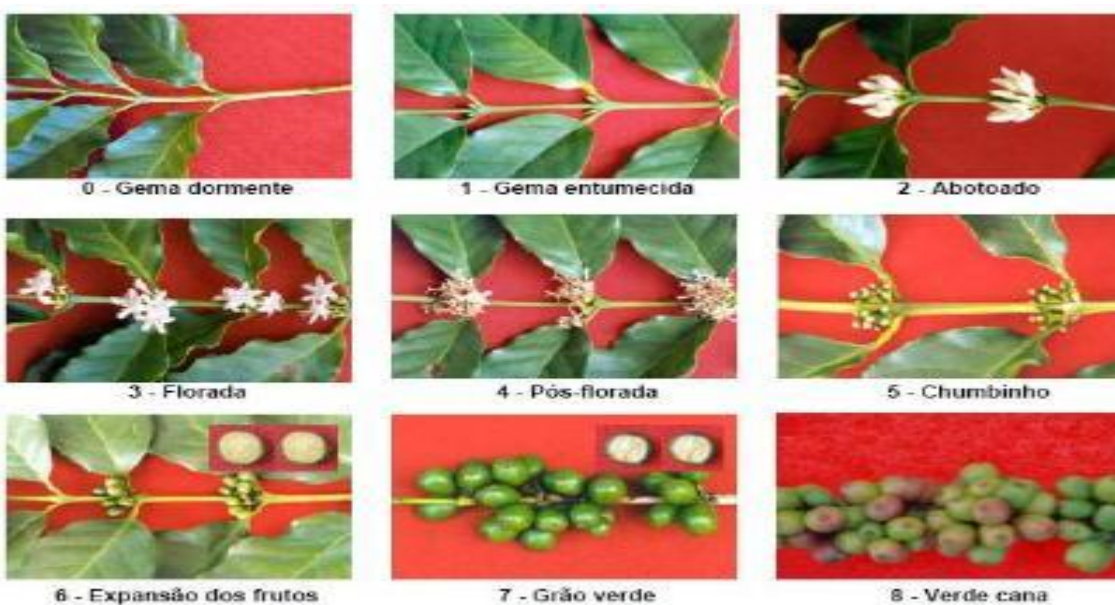 0 - Gema dormente
1 - Gema entumecida
2 - Abotoado
3 - Florada
4 - Pós-florada
5 - Chumbinho
6 - Expansão dos frutos
7 - Grão verde
8 - Verde cana